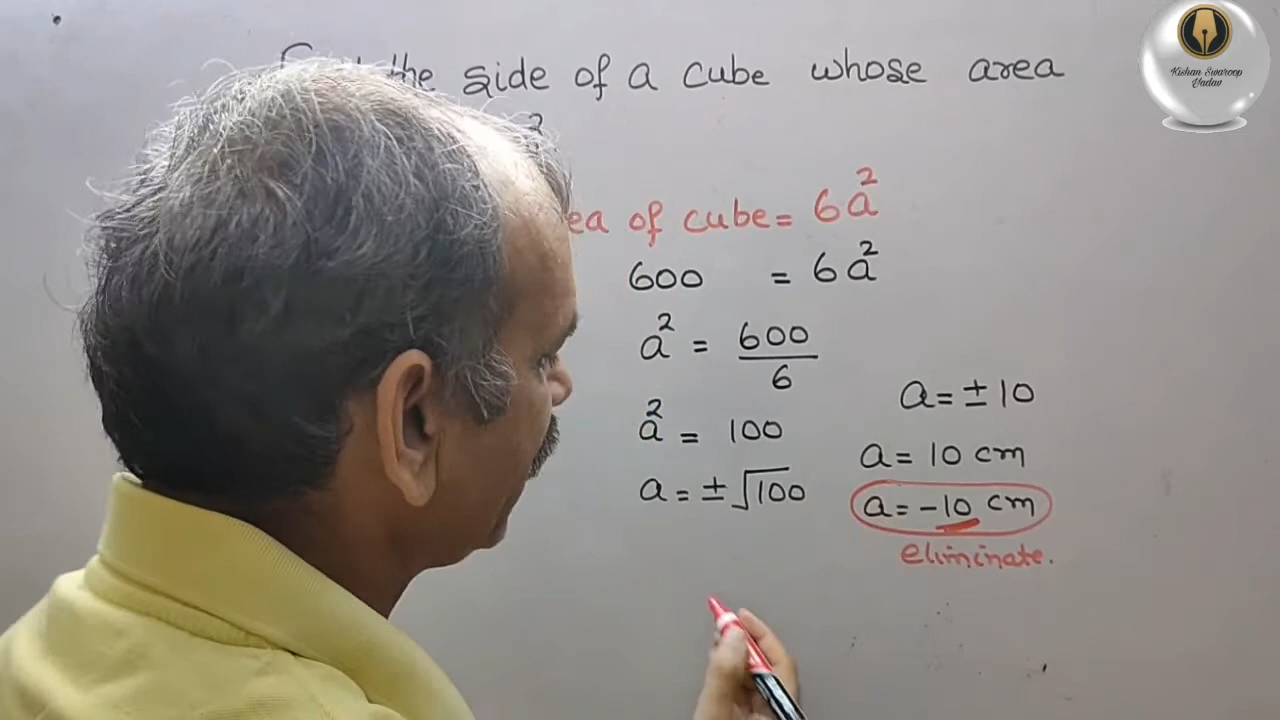 the side of a cube whose area
2
ea of cube = 6a²
600 = 6a²
a² = 600/6
a² = 100
a = ±√100
a = ±10
a = 10 cm
a = -10 cm
eliminate.
Kishan Swaroop
Yadav